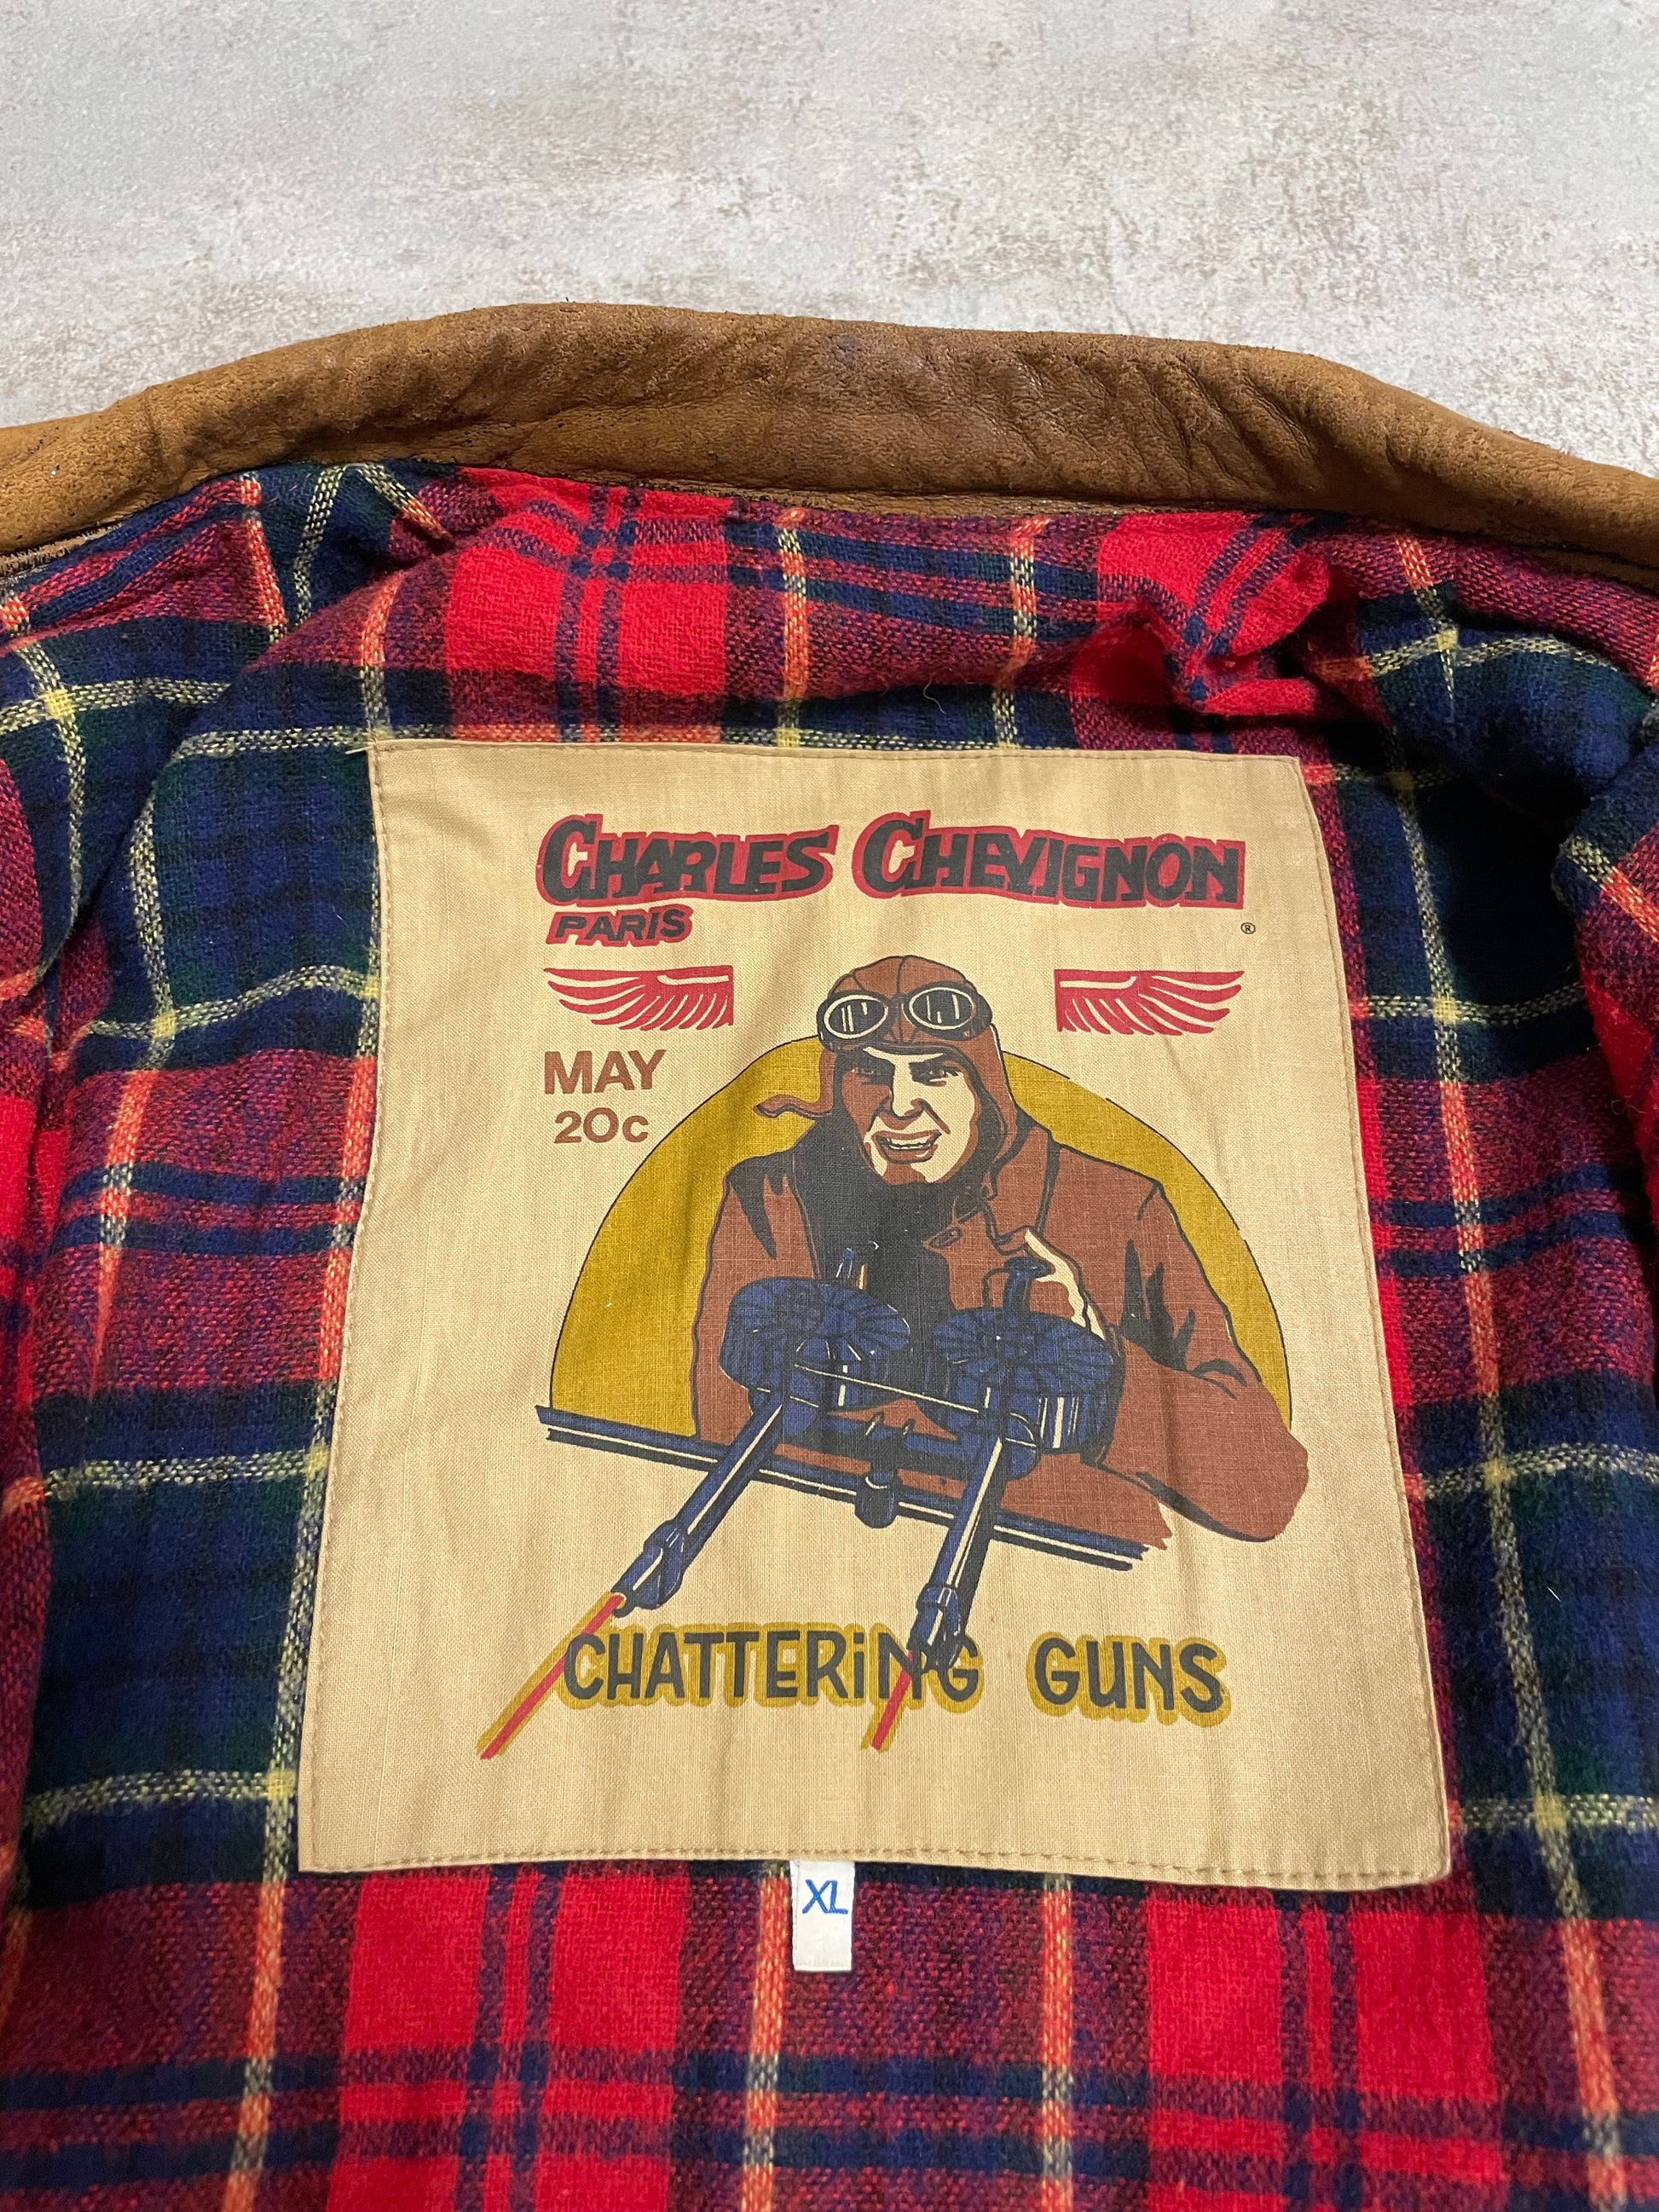 CHARLES CHEVIGNON
PARIS
®
MAY
20c
CHATTERiNG GUNS
XL